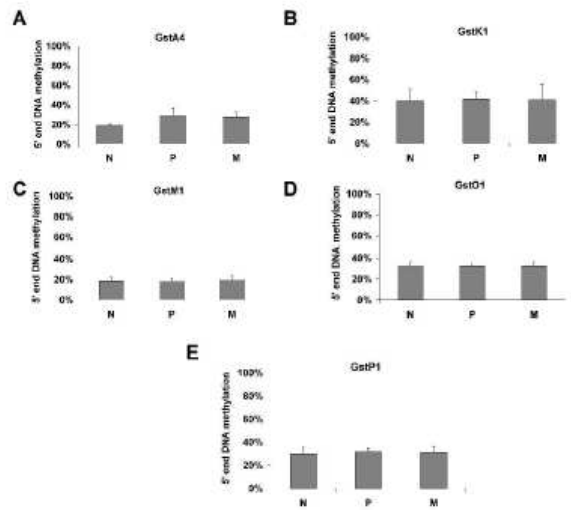 A
GstA4
5' end DNA methylation
100%
80%
60%
40%
20%
0%
N P M
B
GstK1
5' end DNA methylation
100%
80%
60%
40%
20%
0%
N P M
C
GstM1
5' end DNA methylation
100%
80%
60%
40%
20%
0%
N P M
D
GstO1
5' end DNA methylation
100%
80%
60%
40%
20%
0%
N P M
E
GstP1
5' end DNA methylation
100%
80%
60%
40%
20%
0%
N P M